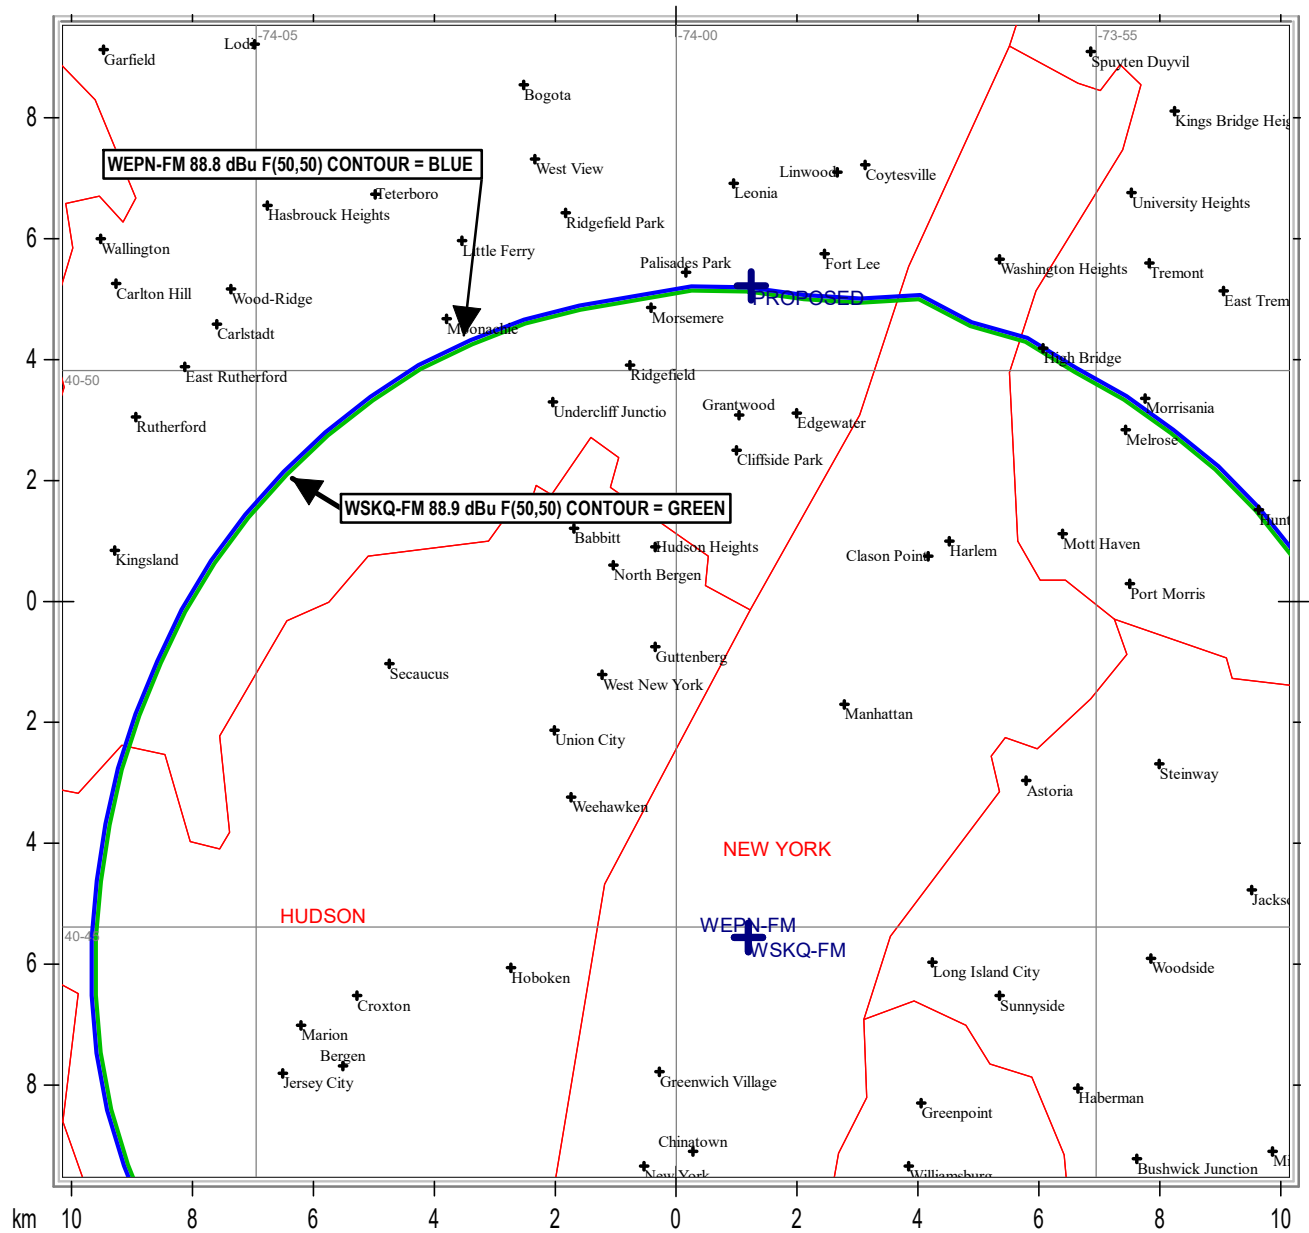 -74-05
-74-00
-73-55
Garfield
Spuyten Duyvil
Bogota
Kings Bridge Heig
8
WEPN-FM 88.8 dBu F(50,50) CONTOUR = BLUE
West View
Linwood
Coytesville
Leonia
Teterboro
Hasbrouck Heights
University Heights
Ridgefield Park
6
Wallington
Little Ferry
Palisades Park
Fort Lee
Washington Heights
Tremont
Carlton Hill
Wood-Ridge
PROPOSED
East Trem
Morsemere
Carlstadt
Moonachie
4
High Bridge
East Rutherford
Ridgefield
40-50
Undercliff Junctio
Grantwood
Edgewater
Morrisania
Rutherford
Melrose
Cliffside Park
2
WSKQ-FM 88.9 dBu F(50,50) CONTOUR = GREEN
Hunt
Babbitt
Hudson Heights
Mott Haven
Kingsland
Clason Point
Harlem
North Bergen
Port Morris
0
Guttenberg
Secaucus
West New York
Manhattan
2
Union City
Steinway
Astoria
Weehawken
4
NEW YORK
Jackso
HUDSON
WEPN-FM
40-45
WSKQ-FM
6
Hoboken
Long Island City
Woodside
Croxton
Sunnyside
Marion
Bergen
8
Jersey City
Greenwich Village
Haberman
Greenpoint
Chinatown
New York
Williamsburg
Bushwick Junction
Mi
km 10 8 6 4 2 0 2 4 6 8 10